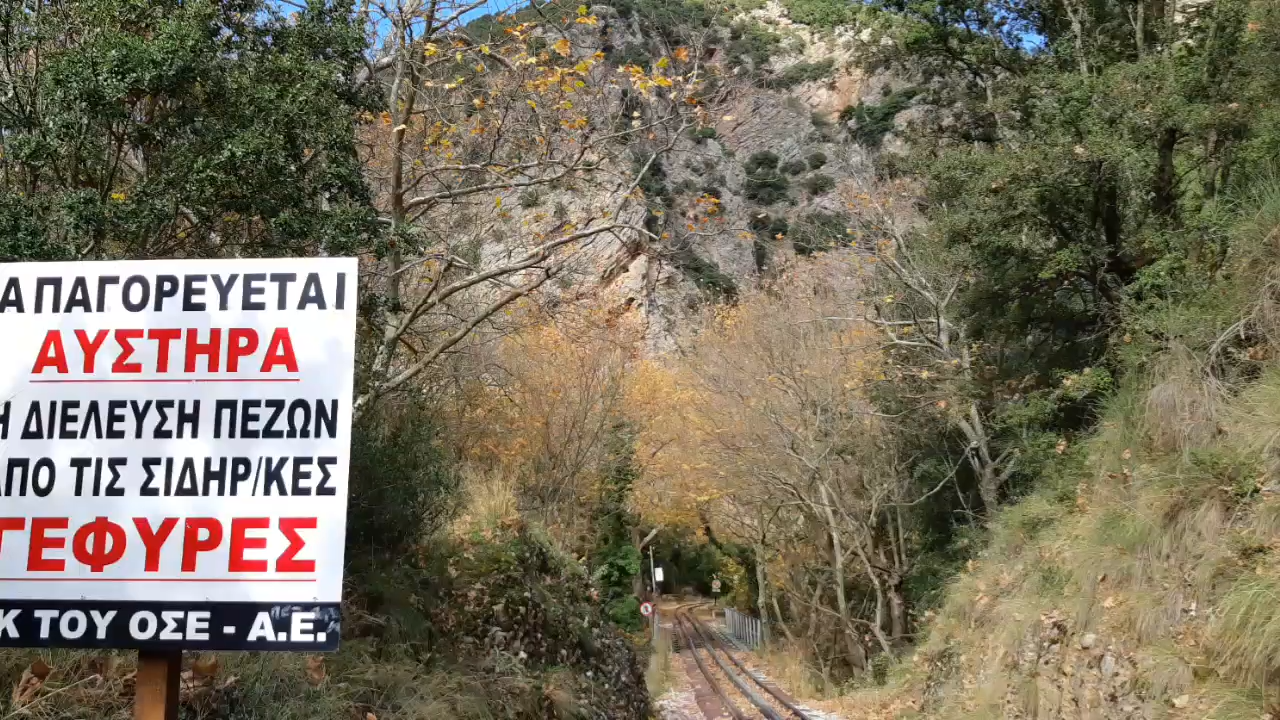 ΑΠΑΓΟΡΕΥΕΤΑΙ
ΑΥΣΤΗΡΑ
Η ΔΙΕΛΕΥΣΗ ΠΕΖΩΝ
ΑΠΟ ΤΙΣ ΣΙΔΗΡ/ΚΕΣ
ΓΕΦΥΡΕΣ
Κ ΤΟΥ ΟΣΕ - Α.Ε.